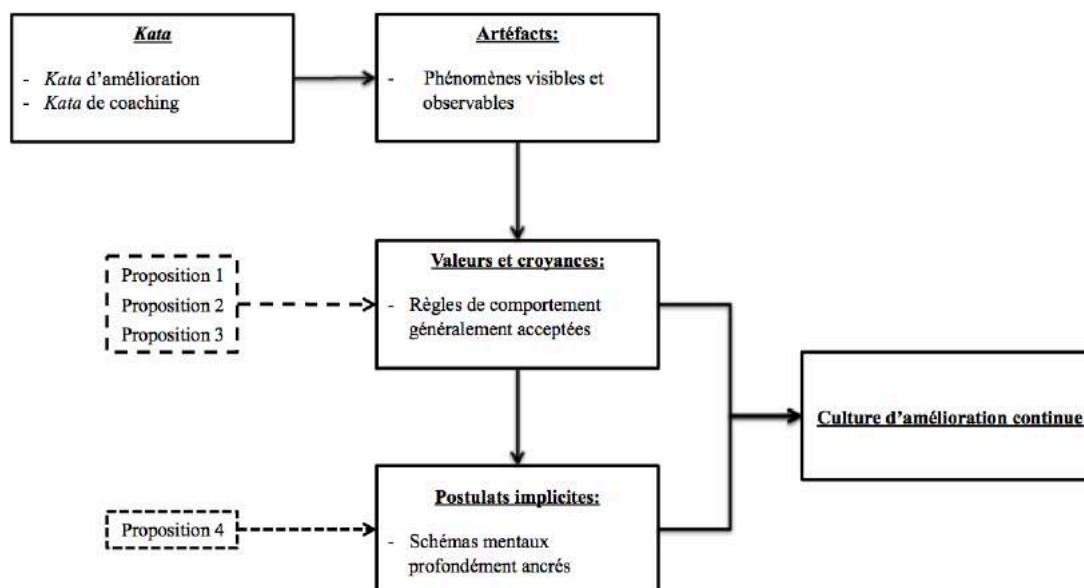 Kata
- Kata d'amélioration
- Kata de coaching
Artéfacts:
- Phénomènes visibles et
observables
Proposition 1
Proposition 2
Proposition 3
Valeurs et croyances:
- Règles de comportement
généralement acceptées
Culture d'amélioration continue
Proposition 4
Postulats implicites:
- Schémas mentaux
profondément ancrés